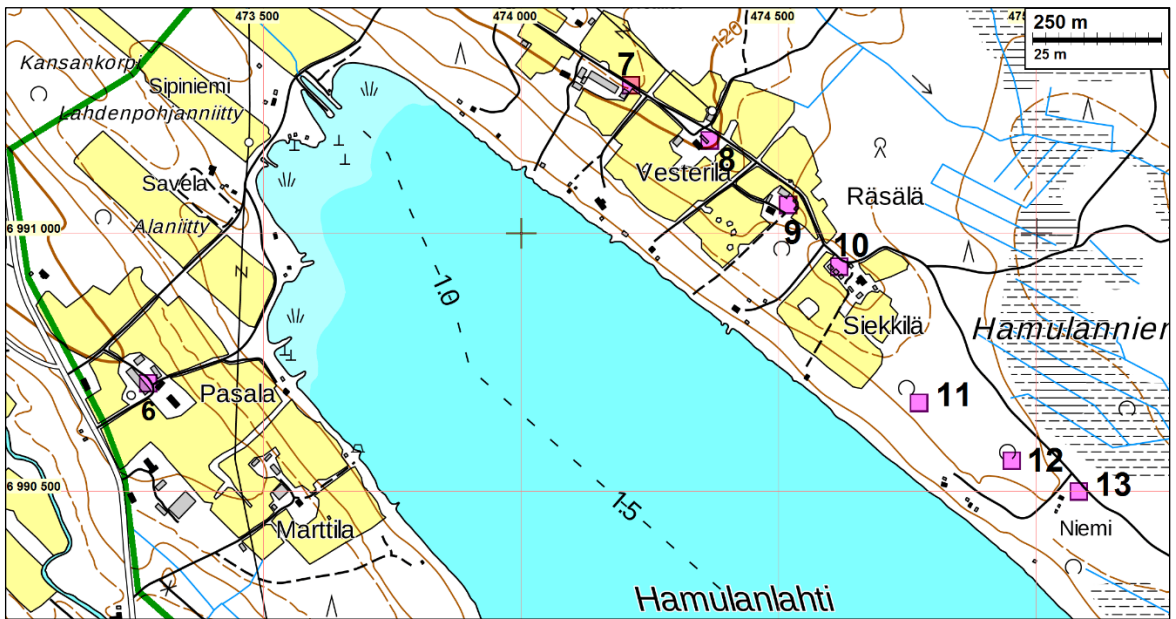 473 500
474 000
474 500
250 m
25 m
120
Kansankorpi
Sipiniemi
Lahdenpohjanniitty
7
8
Vesterilä
Savela
Alaniitty
Räsälä
9
6 991 000
10
1.0
Siekkilä
Hamulannien
Pasala
6
11
12
13
6 990 500
1.5
Marttila
Niemi
Hamulanlahti